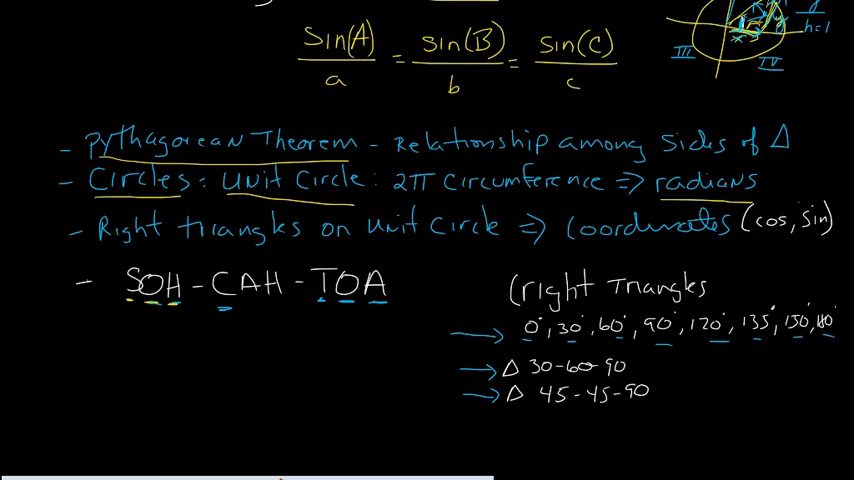 Sin(A)/a = sin(B)/b = sin(C)/c
h=1
III
IV
- Pythagorean Theorem - Relationship among sides of Δ
- Circles: Unit Circle: 2π Circumference ⇒ radians
- Right triangles on Unit Circle ⇒ Coordinates (cos, sin)
- SOH - CAH - TOA
(right Triangles
→ 0°, 30°, 60°, 90°, 120°, 135°, 150°, 180°
→ Δ 30-60-90
→ Δ 45-45-90